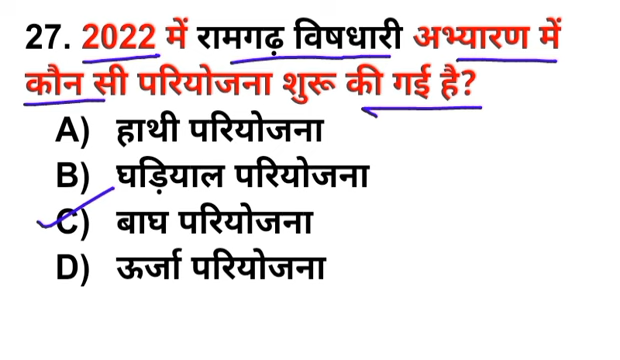 27. 2022 में रामगढ़ विषधारी अभ्यारण में
कौन सी परियोजना शुरू की गई है?
A) हाथी परियोजना
B) घड़ियाल परियोजना
C) बाघ परियोजना
D) ऊर्जा परियोजना